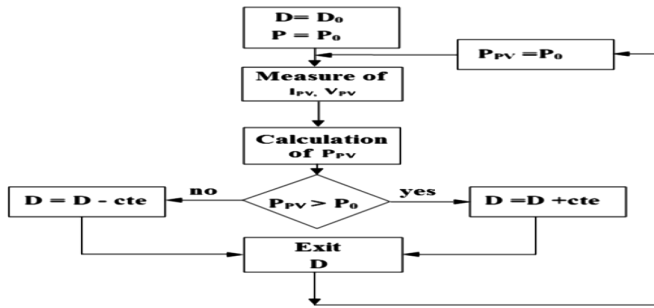 D= D₀
P = P₀
P_PV =P₀
Measure of
I_PV, V_PV
Calculation
of P_PV
no
yes
D = D - cte
P_PV > P₀
D =D +cte
Exit
D